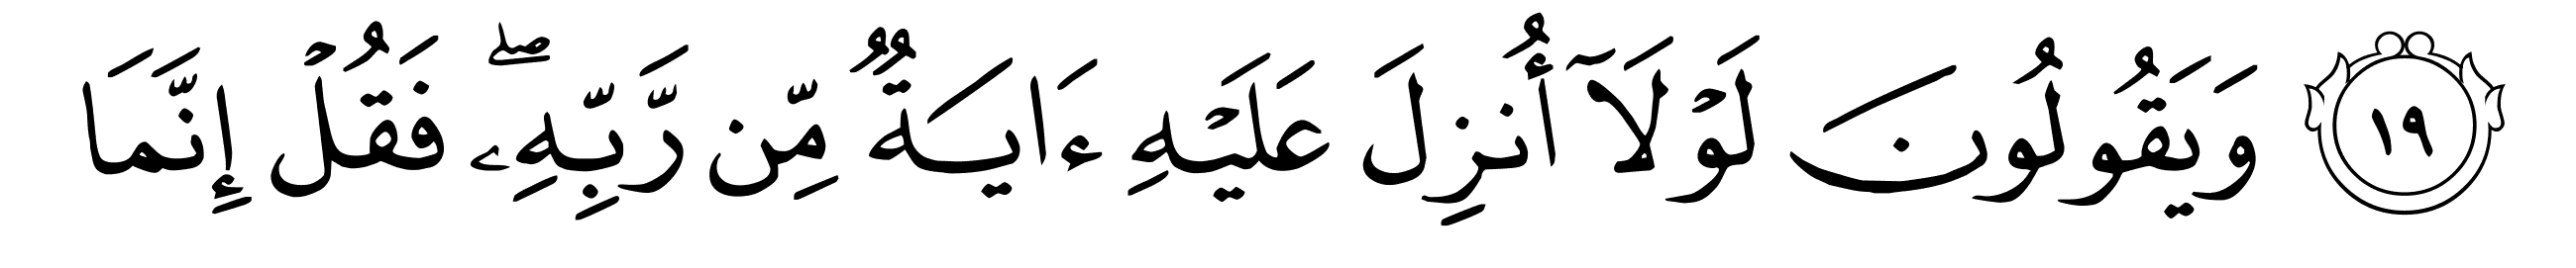 ١٩ وَيَقُولُونَ لَوْلَآ أُنزِلَ عَلَيْهِ ءَايَةٌ مِّن رَّبِّهِۦۖ فَقُلْ إِنَّمَا